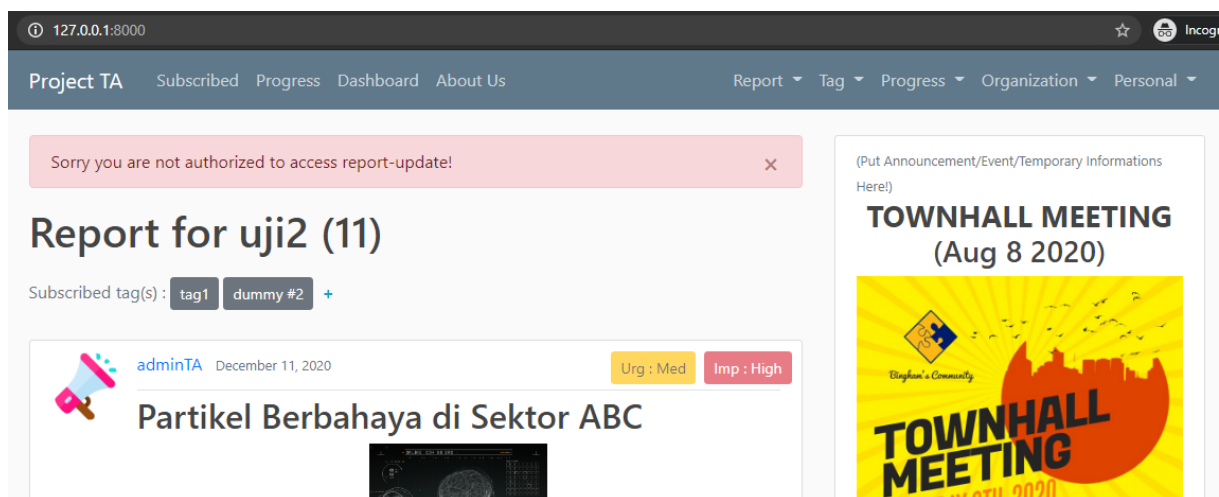 127.0.0.1:8000
Incogn
Project TA Subscribed Progress Dashboard About Us Report Tag Progress Organization Personal
Sorry you are not authorized to access report-update! ×
Report for uji2 (11)
Subscribed tag(s) : tag1 dummy #2 +
adminTA December 11, 2020 Urg : Med Imp : High
Partikel Berbahaya di Sektor ABC
(Put Announcement/Event/Temporary Informations
Here!)
TOWNHALL MEETING
(Aug 8 2020)
Bingham's Community
TOWNHALL
MEETING
2020